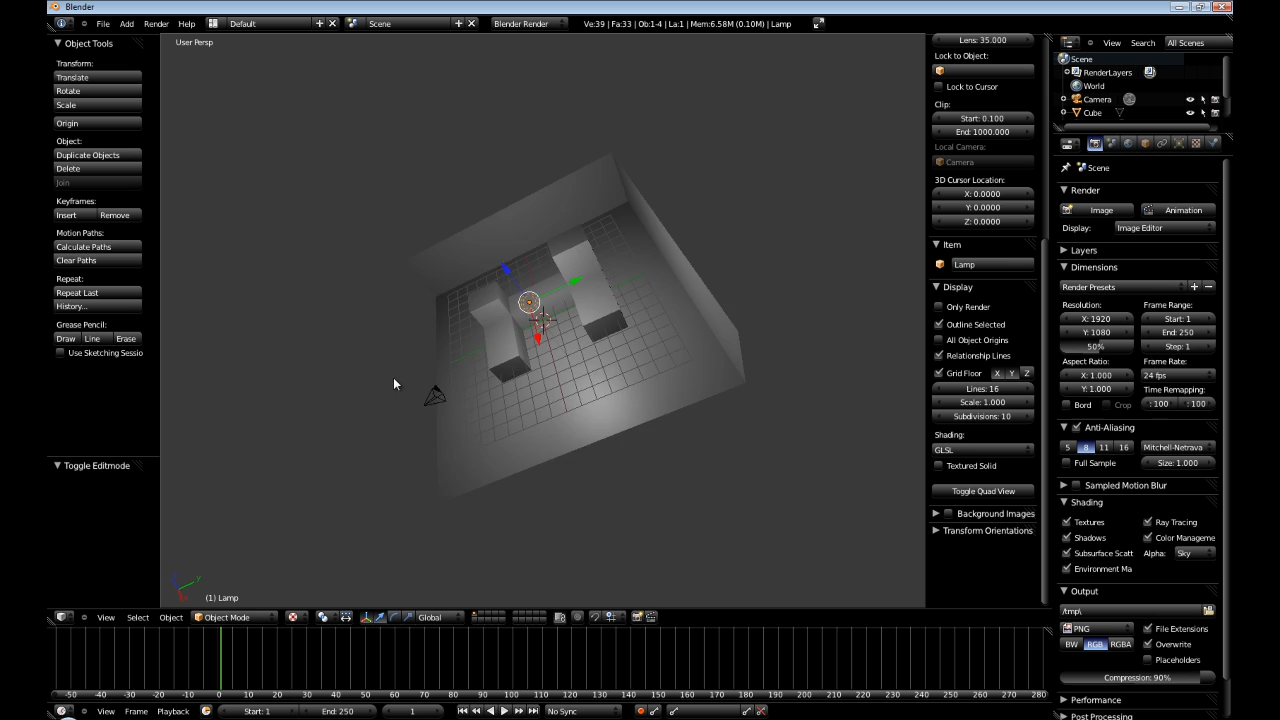 Blender
File Add Render Help Default Scene Blender Render Ve:39 | Fa:33 | Ob:1-4 | La:1 | Mem:6.58M (0.10M) | Lamp
Object Tools
Transform:
Translate
Rotate
Scale
Origin
Object:
Duplicate Objects
Delete
Join
Keyframes:
Insert Remove
Motion Paths:
Calculate Paths
Clear Paths
Repeat:
Repeat Last
History...
Grease Pencil:
Draw Line Erase
Use Sketching Sessio
Toggle Editmode
User Persp
(1) Lamp
Lens: 35.000
Lock to Object:
Lock to Cursor
Clip:
Start: 0.100
End: 1000.000
Local Camera:
Camera
3D Cursor Location:
X: 0.0000
Y: 0.0000
Z: 0.0000
Item
Lamp
Display
Only Render
Outline Selected
All Object Origins
Relationship Lines
Grid Floor X Y Z
Lines: 16
Scale: 1.000
Subdivisions: 10
Shading:
GLSL
Textured Solid
Toggle Quad View
Background Images
Transform Orientations
View Search All Scenes
Scene
RenderLayers
World
Camera
Cube
Scene
Render
Image Animation
Display: Image Editor
Layers
Dimensions
Render Presets
Resolution: Frame Range:
X: 1920 Start: 1
Y: 1080 End: 250
50% Step: 1
Aspect Ratio: Frame Rate:
X: 1.000 24 fps
Y: 1.000 Time Remapping:
Bord Crop :100 :100
Anti-Aliasing
5 8 11 16 Mitchell-Netrava
Full Sample Size: 1.000
Sampled Motion Blur
Shading
Textures Ray Tracing
Shadows Color Manageme
Subsurface Scatt Alpha: Sky
Environment Ma
Output
/tmp\
PNG File Extensions
BW RGB RGBA Overwrite
Placeholders
Compression: 90%
Performance
Post Processing
View Select Object Object Mode Global
-50 -40 -30 -20 -10 0 10 20 30 40 50 60 70 80 90 100 110 120 130 140 150 160 170 180 190 200 210 220 230 240 250 260 270 280
View Frame Playback Start: 1 End: 250 1 No Sync